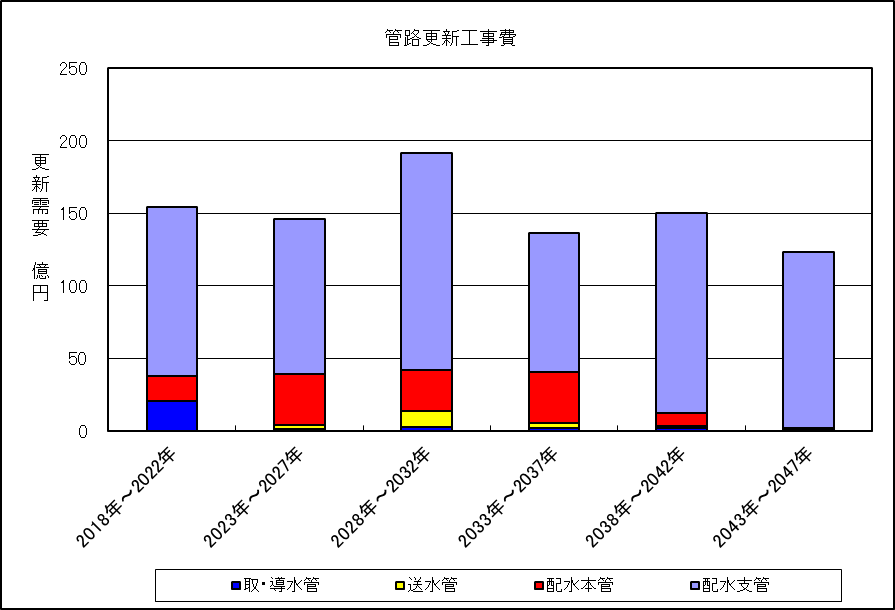 管路更新工事費
250
200
150
100
50
0
更新需要　億円
2018年～2022年
2023年～2027年
2028年～2032年
2033年～2037年
2038年～2042年
2043年～2047年
取・導水管　送水管　配水本管　配水支管